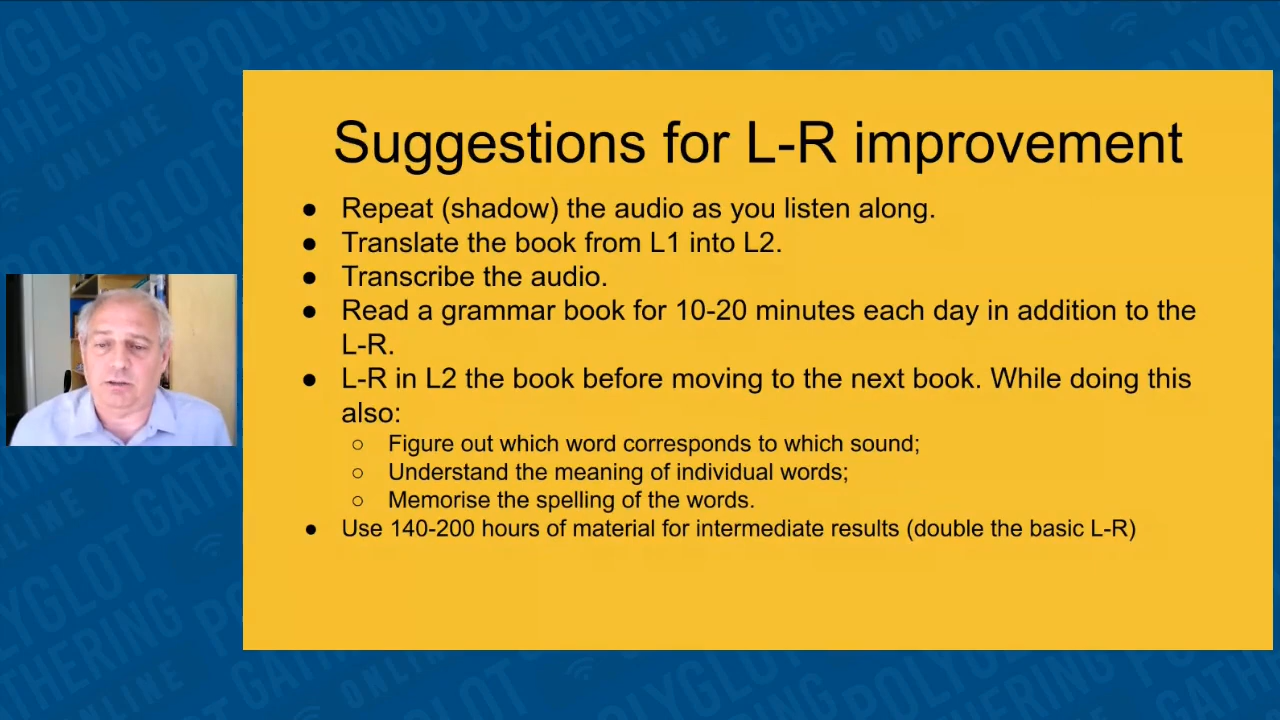 POLYGLOT
GATHERING
ONLINE
Suggestions for L-R improvement
● Repeat (shadow) the audio as you listen along.
● Translate the book from L1 into L2.
● Transcribe the audio.
● Read a grammar book for 10-20 minutes each day in addition to the
L-R.
● L-R in L2 the book before moving to the next book. While doing this
also:
○ Figure out which word corresponds to which sound;
○ Understand the meaning of individual words;
○ Memorise the spelling of the words.
● Use 140-200 hours of material for intermediate results (double the basic L-R)